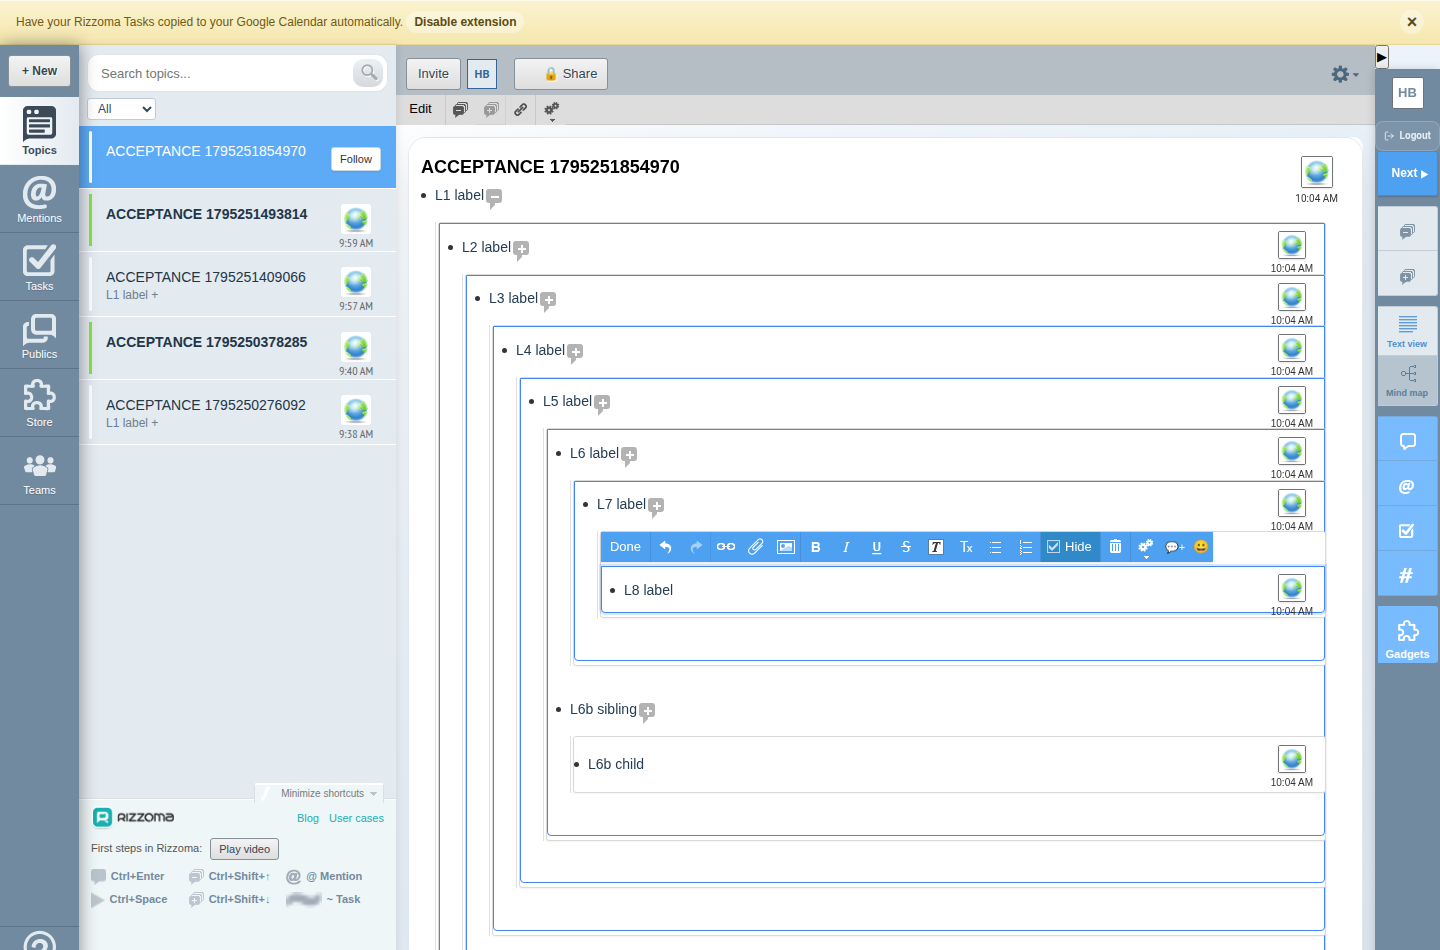 Have your Rizzoma Tasks copied to your Google Calendar automatically. Disable extension
+ New
Topics
Mentions
Tasks
Publics
Store
Teams
Search topics...
All
ACCEPTANCE 1795251854970
Follow
ACCEPTANCE 1795251493814
9:59 AM
ACCEPTANCE 1795251409066
L1 label +
9:57 AM
ACCEPTANCE 1795250378285
9:40 AM
ACCEPTANCE 1795250276092
L1 label +
9:38 AM
Minimize shortcuts
RIZZOMA
Blog User cases
First steps in Rizzoma: Play video
Ctrl+Enter Ctrl+Shift+↑ @ Mention
Ctrl+Space Ctrl+Shift+↓ ~ Task
Invite HB Share
Edit
ACCEPTANCE 1795251854970
10:04 AM
L1 label
L2 label
10:04 AM
L3 label
10:04 AM
L4 label
10:04 AM
L5 label
10:04 AM
L6 label
10:04 AM
L7 label
10:04 AM
Done B I U S T Tx Hide
L8 label
10:04 AM
L6b sibling
L6b child
10:04 AM
HB
Logout
Next
Text view
Mind map
@
#
Gadgets